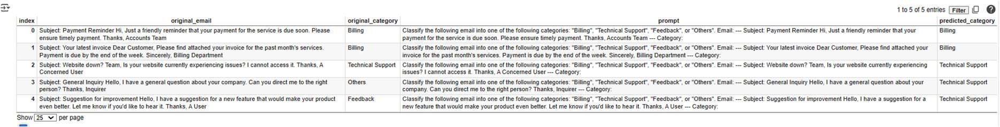 1 to 5 of 5 entries Filter
index original_email original_category prompt predicted_category
0 Subject: Payment Reminder Hi, Just a friendly reminder that your payment for the service is due soon. Please Billing Classify the following email into one of the following categories: "Billing", "Technical Support", "Feedback", or "Others". Email: --- Subject: Payment Reminder Hi, Just a friendly reminder that your Billing
ensure timely payment. Thanks, Accounts Team payment for the service is due soon. Please ensure timely payment. Thanks, Accounts Team --- Category:
1 Subject: Your latest invoice Dear Customer, Please find attached your invoice for the past month's services. Billing Classify the following email into one of the following categories: "Billing", "Technical Support", "Feedback", or "Others". Email: --- Subject: Your latest invoice Dear Customer, Please find attached your Billing
Payment is due by the end of the week. Sincerely, Billing Department invoice for the past month's services. Payment is due by the end of the week. Sincerely, Billing Department --- Category:
2 Subject: Website down? Team, Is your website currently experiencing issues? I cannot access it. Thanks, A Technical Support Classify the following email into one of the following categories: "Billing", "Technical Support", "Feedback", or "Others". Email: --- Subject: Website down? Team, Is your website currently experiencing Technical Support
Concerned User issues? I cannot access it. Thanks, A Concerned User --- Category:
3 Subject: General Inquiry Hello, I have a general question about your company. Can you direct me to the right Others Classify the following email into one of the following categories: "Billing", "Technical Support", "Feedback", or "Others". Email: --- Subject: General Inquiry Hello, I have a general question about your Technical Support
person? Thanks, Inquirer company. Can you direct me to the right person? Thanks, Inquirer --- Category:
4 Subject: Suggestion for improvement Hello, I have a suggestion for a new feature that would make your product Feedback Classify the following email into one of the following categories: "Billing", "Technical Support", "Feedback", or "Others". Email: --- Subject: Suggestion for improvement Hello, I have a suggestion for a Technical Support
even better. Let me know if you'd like to hear it. Thanks, A User new feature that would make your product even better. Let me know if you'd like to hear it. Thanks, A User --- Category:
Show 25 per page